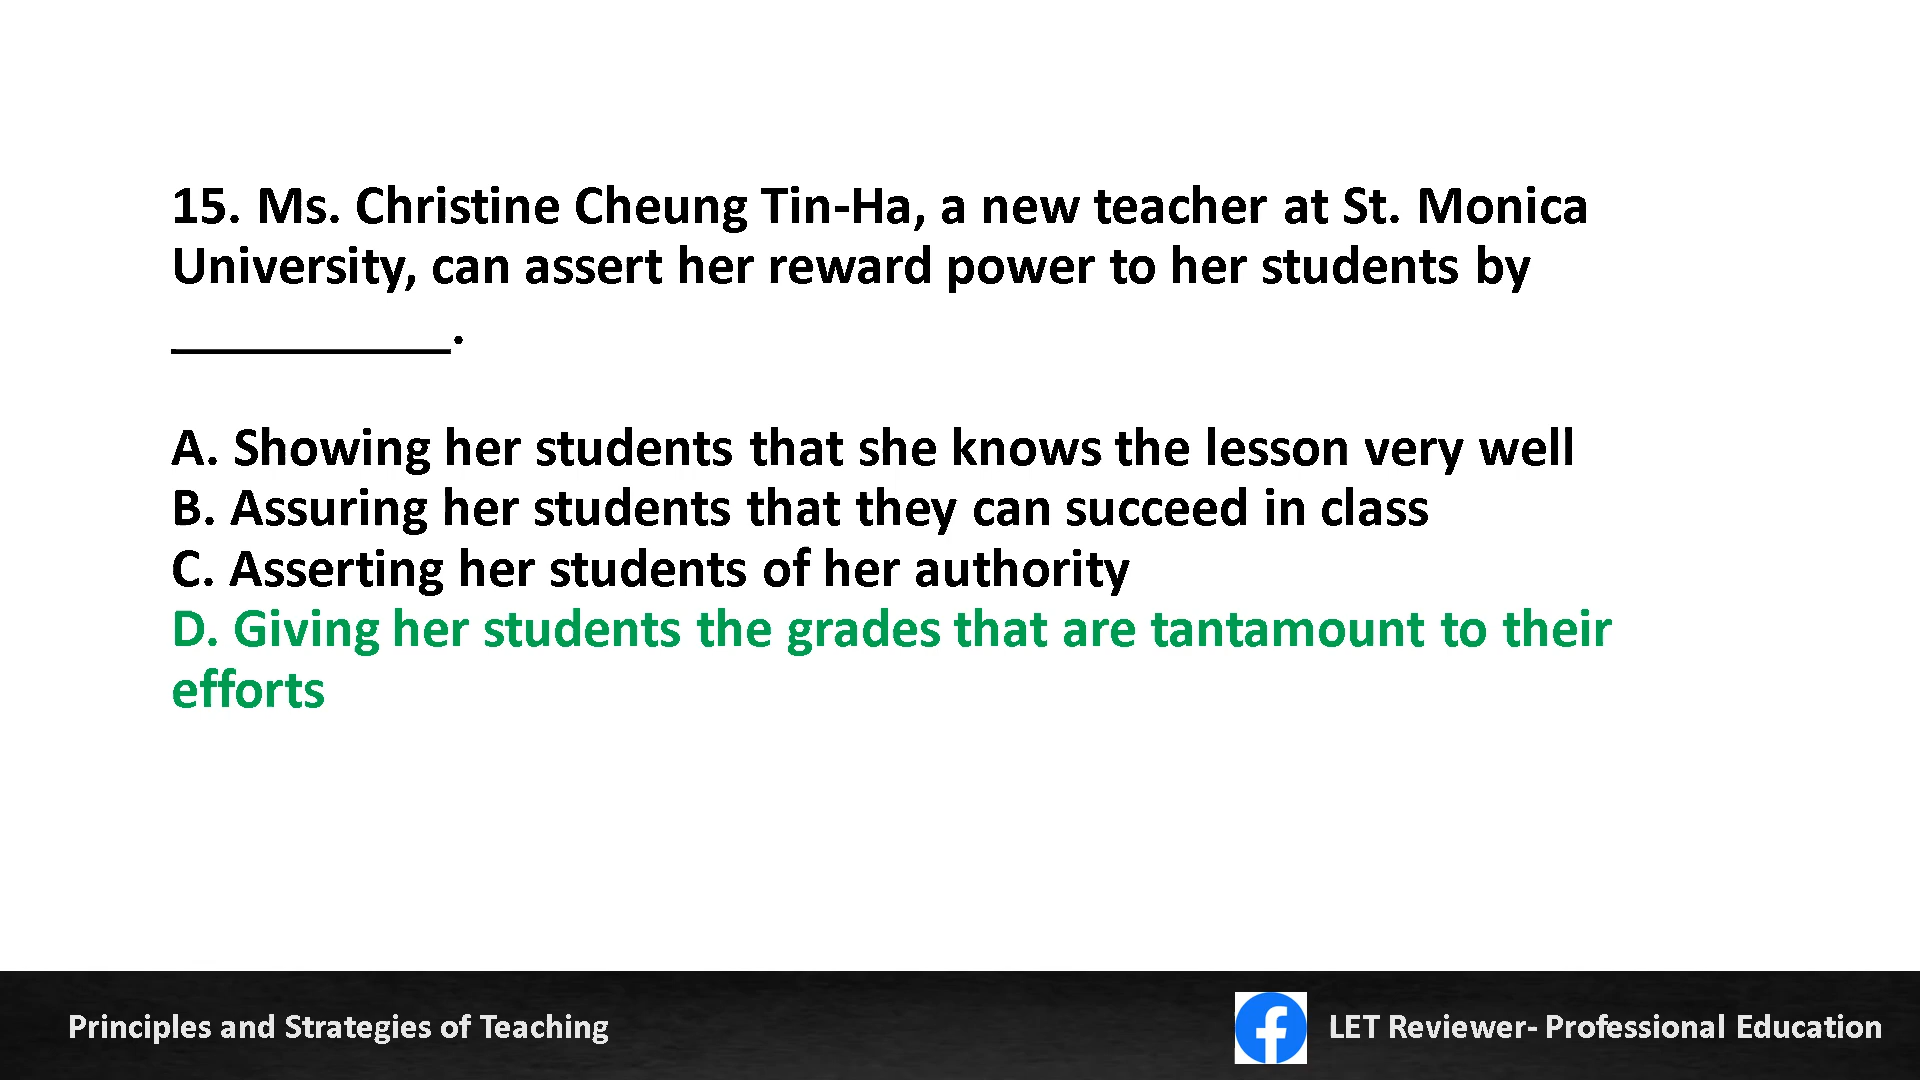 15. Ms. Christine Cheung Tin-Ha, a new teacher at St. Monica
University, can assert her reward power to her students by
___________.
A. Showing her students that she knows the lesson very well
B. Assuring her students that they can succeed in class
C. Asserting her students of her authority
D. Giving her students the grades that are tantamount to their
efforts
Principles and Strategies of Teaching
LET Reviewer- Professional Education